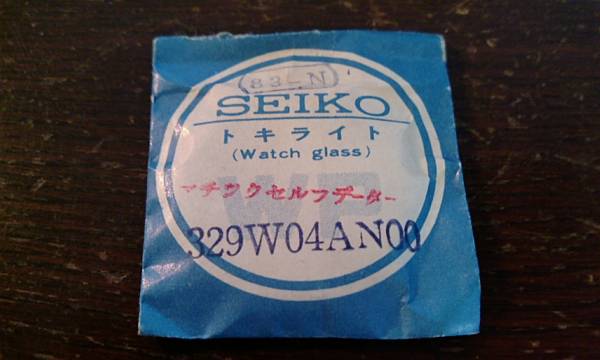 83-N
SEIKO
トキライト
(Watch glass)
マチックセルフデーター
WP
329W04AN00